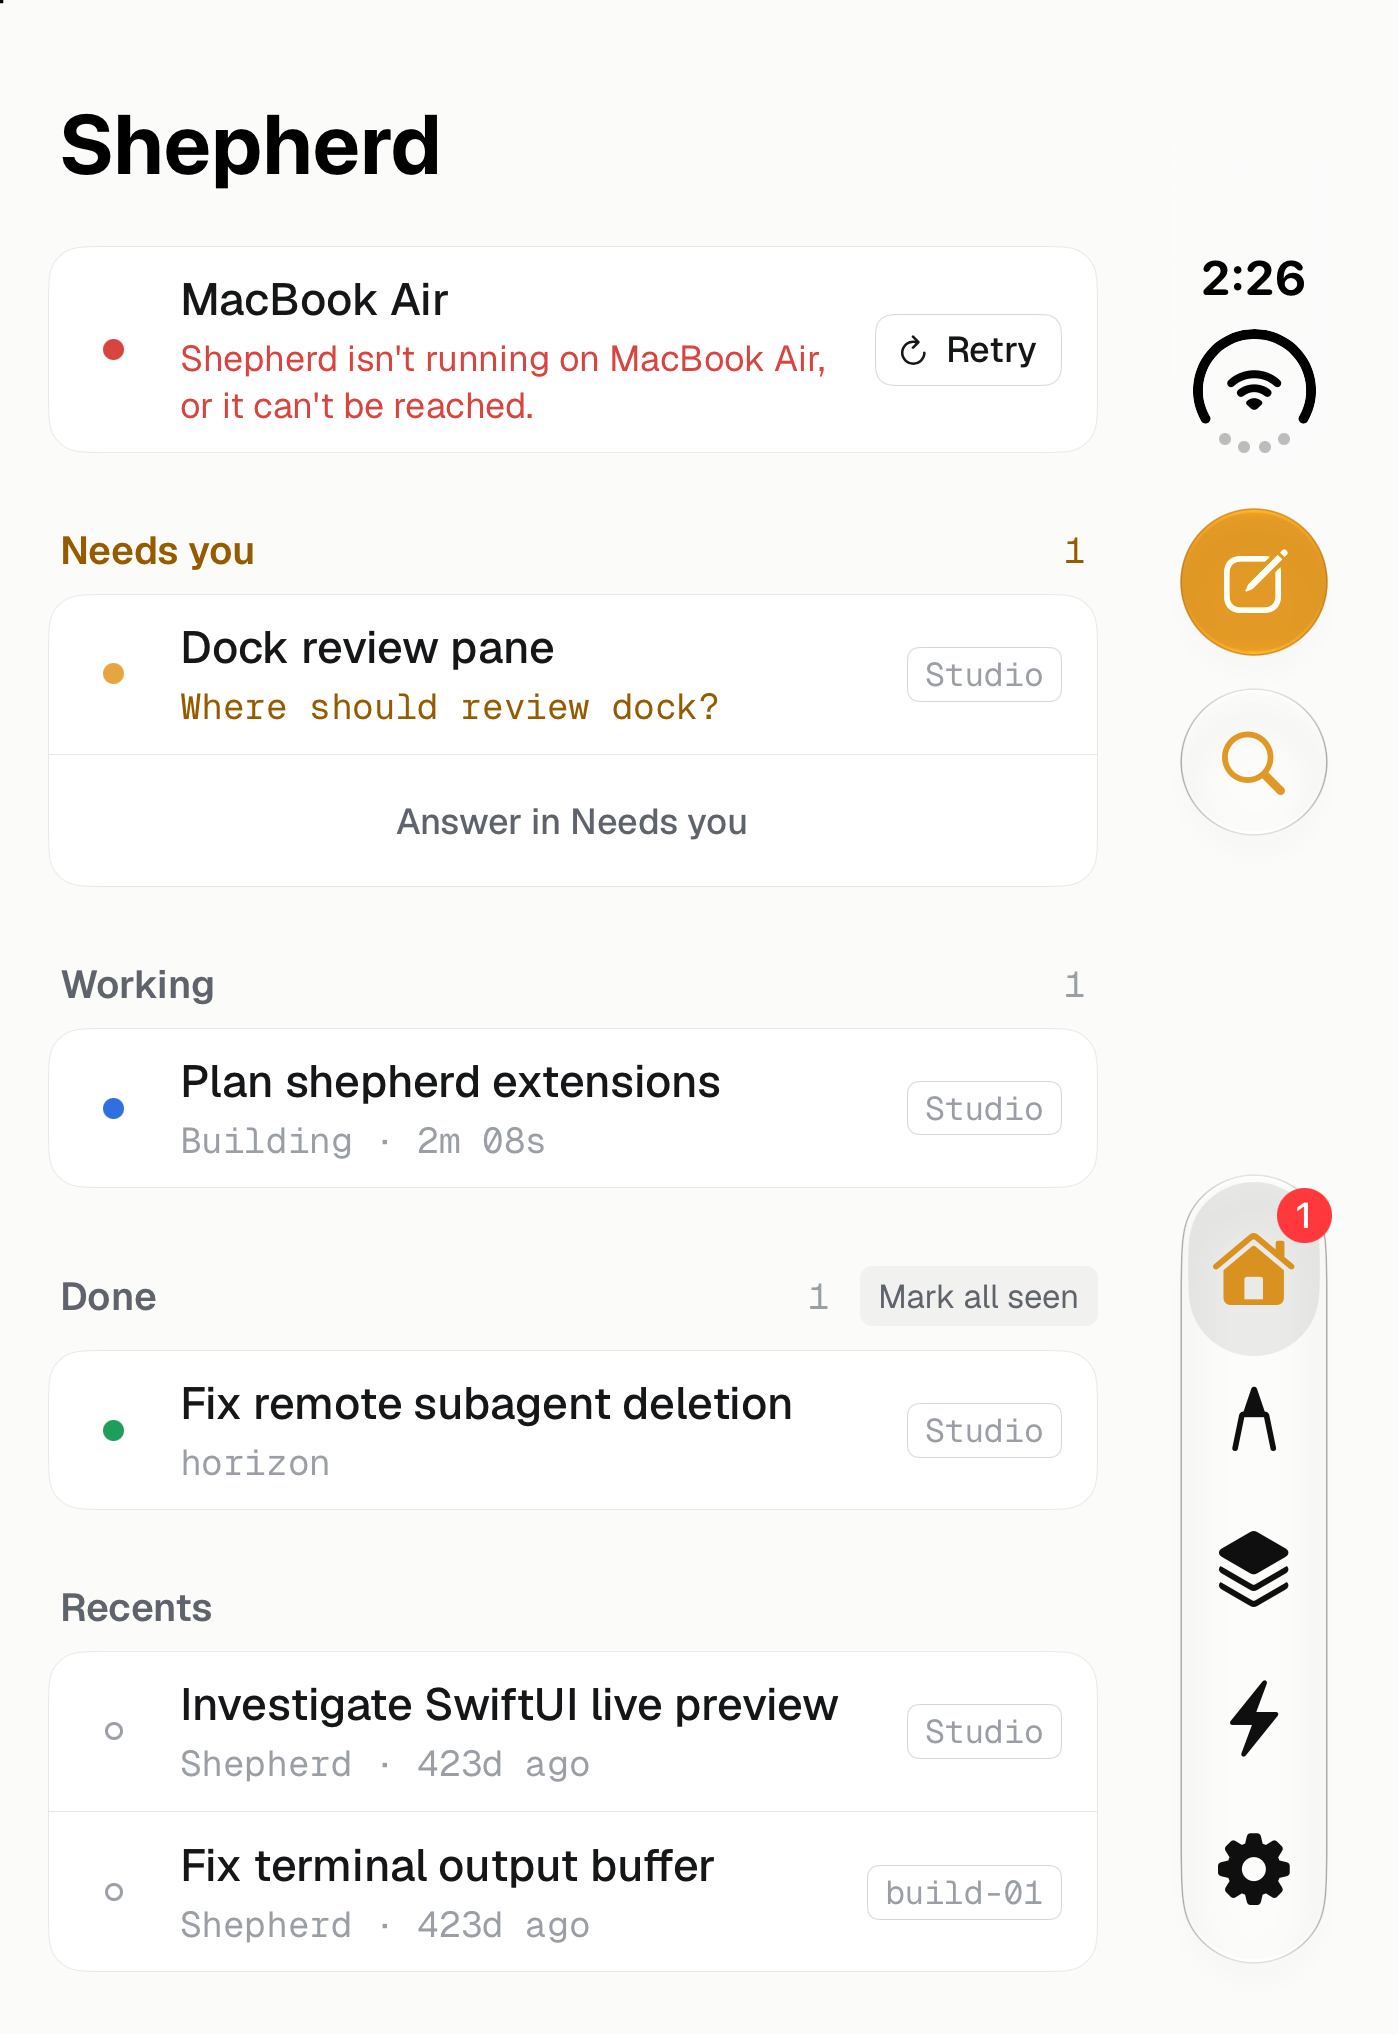 Shepherd
2:26
MacBook Air
Shepherd isn't running on MacBook Air,
or it can't be reached.
Retry
Needs you 1
Dock review pane
Where should review dock?
Studio
Answer in Needs you
Working 1
Plan shepherd extensions
Building · 2m 08s
Studio
1
Done 1 Mark all seen
Fix remote subagent deletion
horizon
Studio
Recents
Investigate SwiftUI live preview
Shepherd · 423d ago
Studio
Fix terminal output buffer
Shepherd · 423d ago
build-01